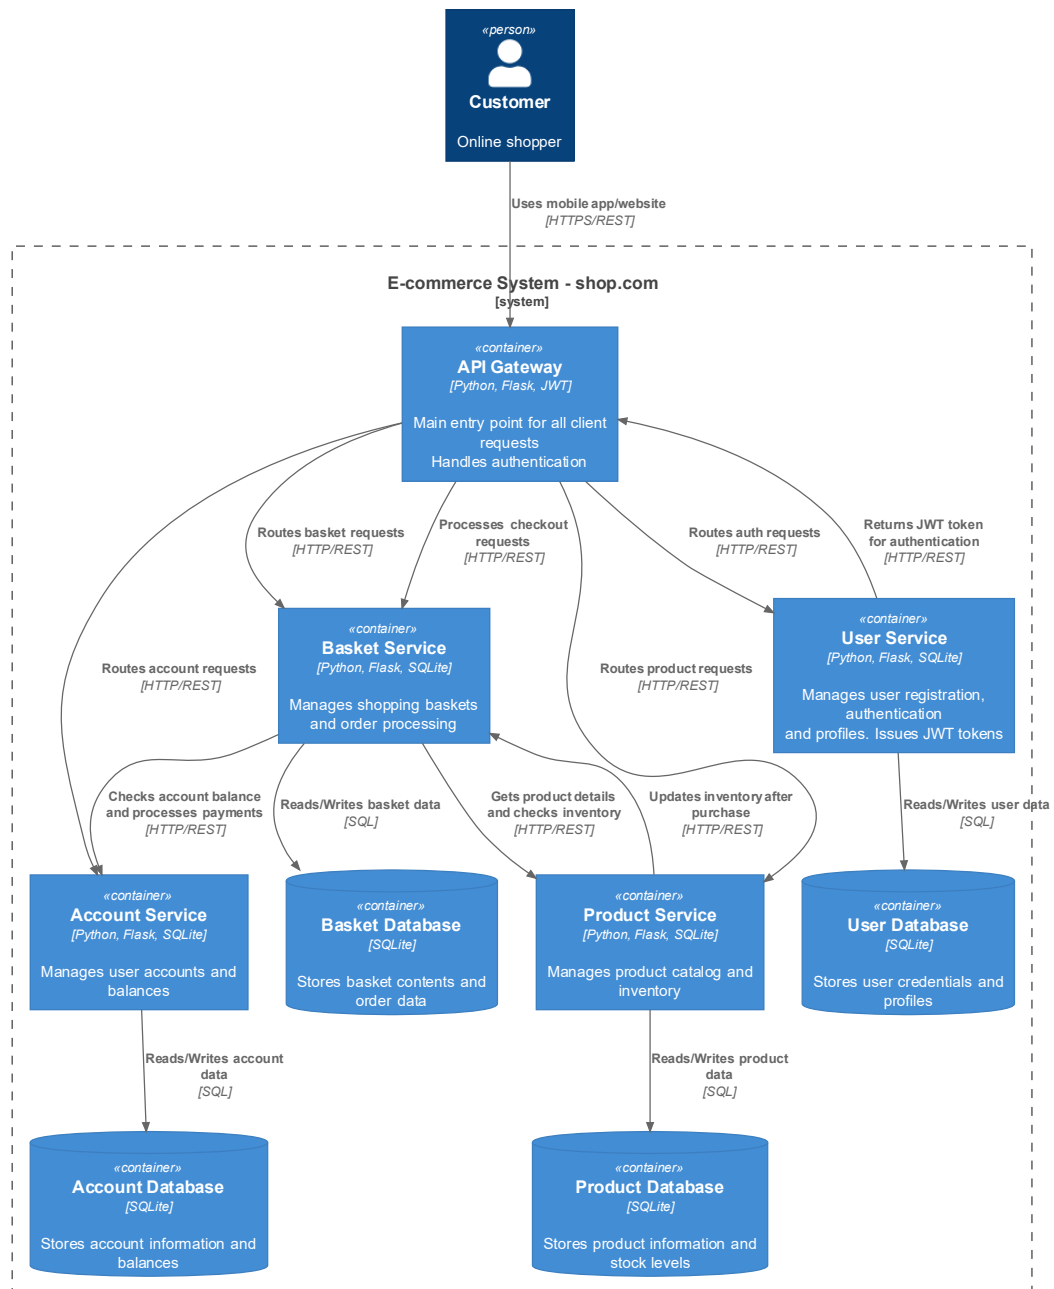 «person»
Customer
Online shopper
Uses mobile app/website
[HTTPS/REST]
E-commerce System - shop.com
[system]
«container»
API Gateway
[Python, Flask, JWT]
Main entry point for all client
requests
Handles authentication
Routes basket requests
[HTTP/REST]
Processes checkout
requests
[HTTP/REST]
Routes auth requests
[HTTP/REST]
Returns JWT token
for authentication
[HTTP/REST]
«container»
Basket Service
[Python, Flask, SQLite]
Manages shopping baskets
and order processing
«container»
User Service
[Python, Flask, SQLite]
Manages user registration,
authentication
and profiles. Issues JWT tokens
Routes account requests
[HTTP/REST]
Routes product requests
[HTTP/REST]
Checks account balance
and processes payments
[HTTP/REST]
Reads/Writes basket data
[SQL]
Gets product details
and checks inventory
[HTTP/REST]
Updates inventory after
purchase
[HTTP/REST]
Reads/Writes user data
[SQL]
«container»
Account Service
[Python, Flask, SQLite]
Manages user accounts and
balances
«container»
Basket Database
[SQLite]
Stores basket contents and
order data
«container»
Product Service
[Python, Flask, SQLite]
Manages product catalog and
inventory
«container»
User Database
[SQLite]
Stores user credentials and
profiles
Reads/Writes account
data
[SQL]
Reads/Writes product
data
[SQL]
«container»
Account Database
[SQLite]
Stores account information and
balances
«container»
Product Database
[SQLite]
Stores product information and
stock levels